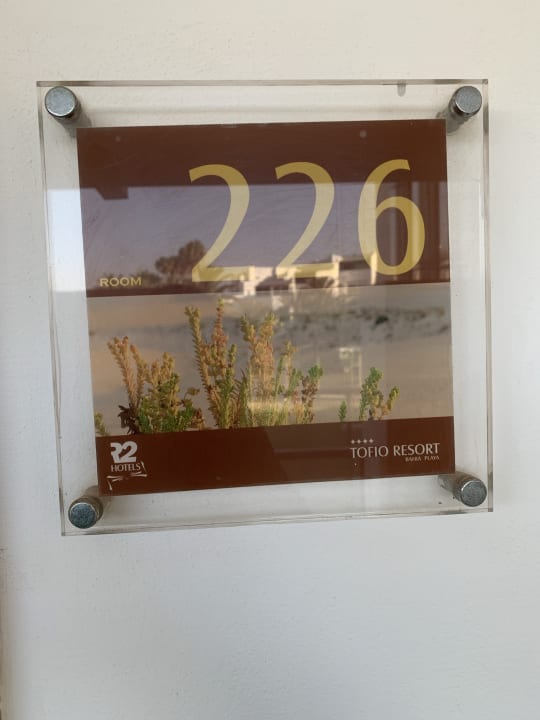 226
ROOM
R2
HOTELS
TOFIO RESORT
BAHIA PLAYA